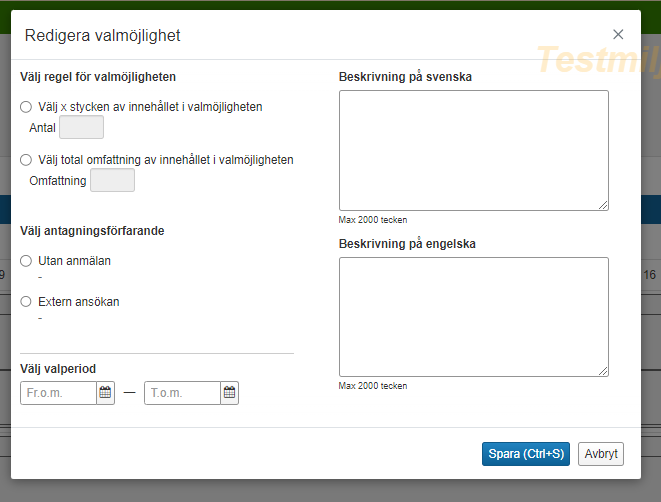 Redigera valmöjlighet
Testmilj
Välj regel för valmöjligheten
Välj x stycken av innehållet i valmöjligheten
Antal
Välj total omfattning av innehållet i valmöjligheten
Omfattning
Välj antagningsförfarande
Utan anmälan
-
Extern ansökan
-
Välj valperiod
Fr.o.m. — T.o.m.
Beskrivning på svenska
Max 2000 tecken
Beskrivning på engelska
Max 2000 tecken
9
16
Spara (Ctrl+S) Avbryt